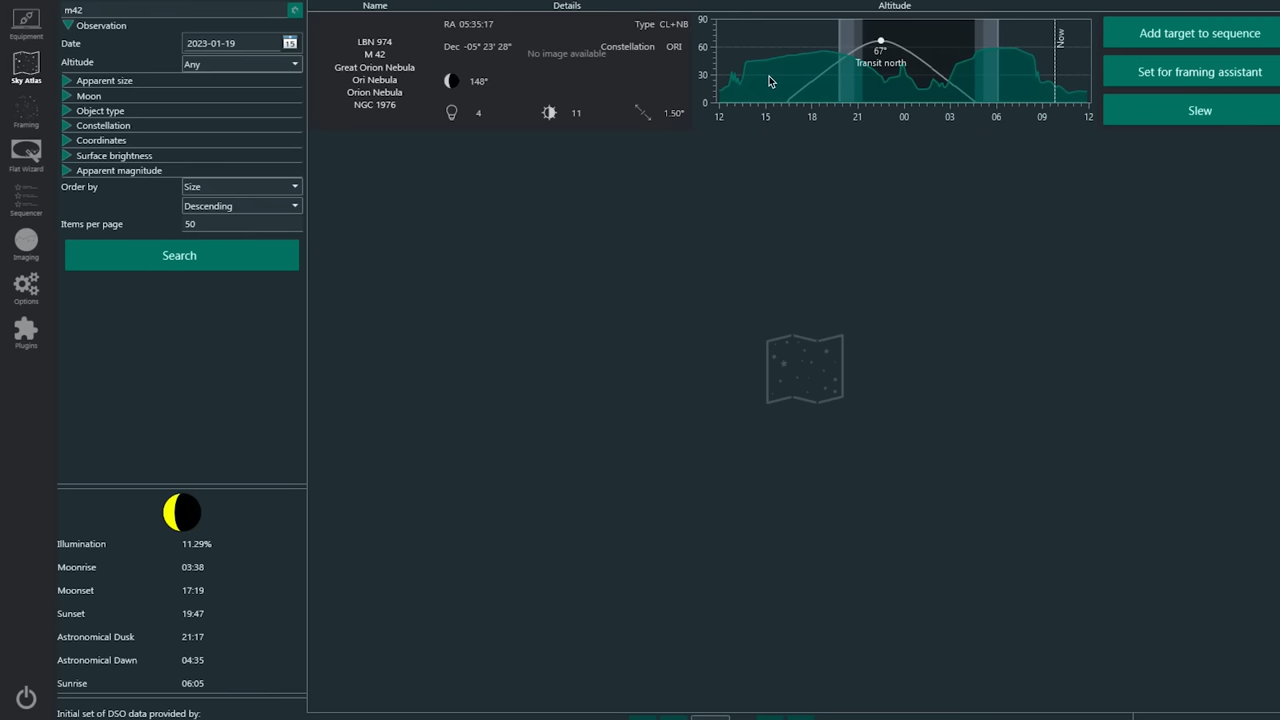 m42
Name
Details
Altitude
Equipment
Sky Atlas
Framing
Flat Wizard
Sequencer
Imaging
Options
Plugins
Observation
Date
2023-01-19
15
Altitude
Any
Apparent size
Moon
Object type
Constellation
Coordinates
Surface brightness
Apparent magnitude
Order by
Size
Descending
Items per page
50
Search
LBN 974
M 42
Great Orion Nebula
Ori Nebula
Orion Nebula
NGC 1976
RA 05:35:17
Type CL+NB
Dec -05° 23' 28"
No image available
Constellation ORI
148°
4
11
1.50°
90
60
30
0
67°
Transit north
Now
12 15 18 21 00 03 06 09 12
Add target to sequence
Set for framing assistant
Slew
Illumination 11.29%
Moonrise 03:38
Moonset 17:19
Sunset 19:47
Astronomical Dusk 21:17
Astronomical Dawn 04:35
Sunrise 06:05
Initial set of DSO data provided by: